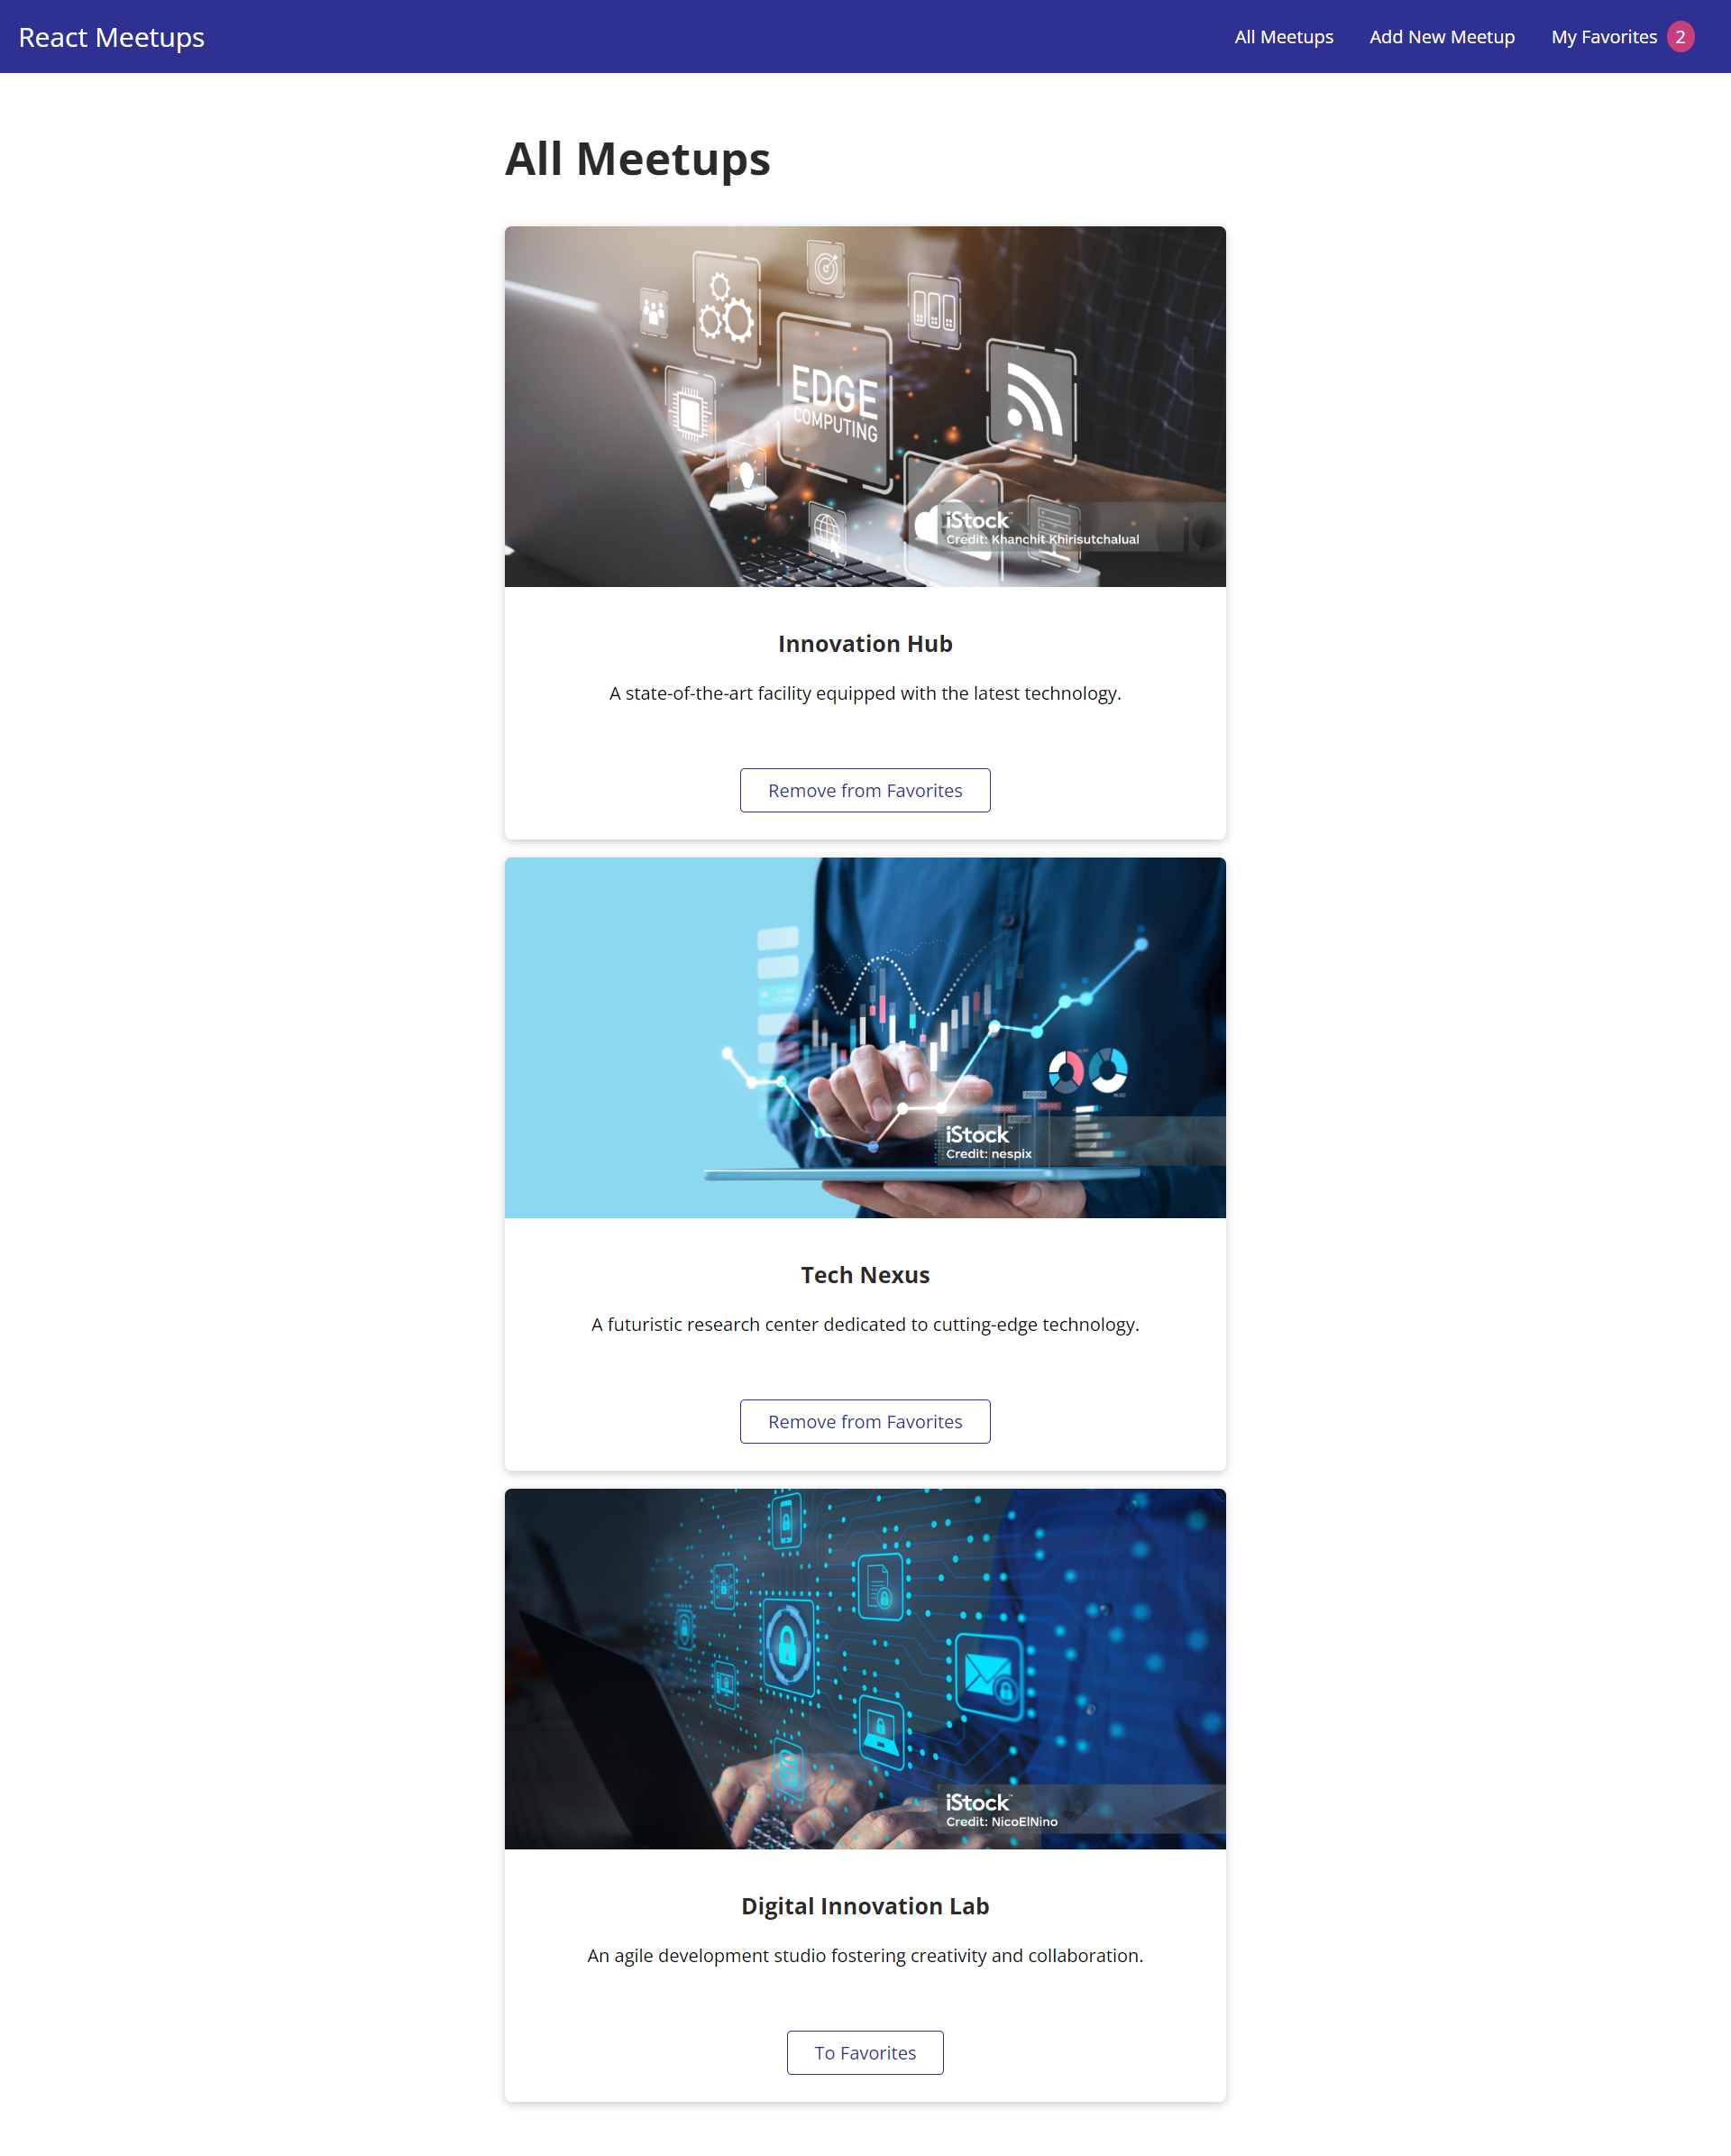 React Meetups
All Meetups
Add New Meetup
My Favorites 2
All Meetups
EDGE
COMPUTING
iStock™
Credit: Khanchit Khirisutchalual
Innovation Hub
A state-of-the-art facility equipped with the latest technology.
Remove from Favorites
iStock™
Credit: nespix
Tech Nexus
A futuristic research center dedicated to cutting-edge technology.
Remove from Favorites
iStock™
Credit: NicoElNino
Digital Innovation Lab
An agile development studio fostering creativity and collaboration.
To Favorites